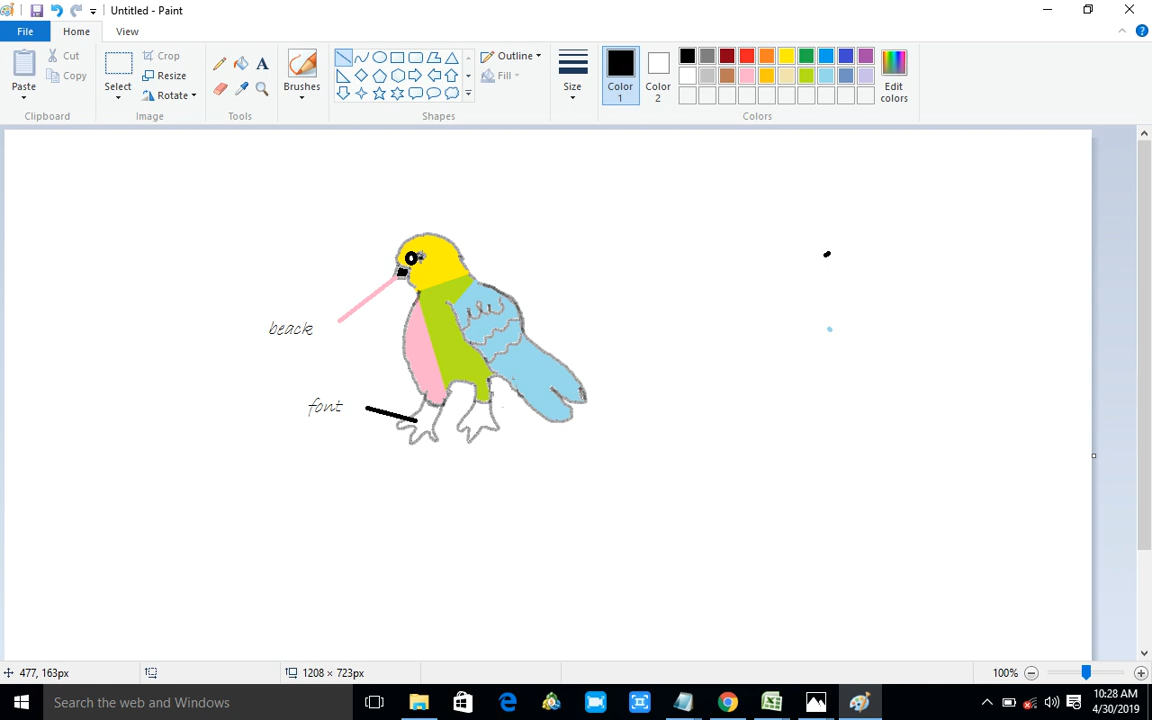 Untitled - Paint
File Home View
Paste
Cut
Copy
Clipboard
Select
Crop
Resize
Rotate
Image
A
Tools
Brushes
Outline
Fill
Shapes
Size
Color
1
Color
2
Edit
colors
Colors
beack
font
477, 163px
1208 × 723px
100%
Search the web and Windows
10:28 AM
4/30/2019